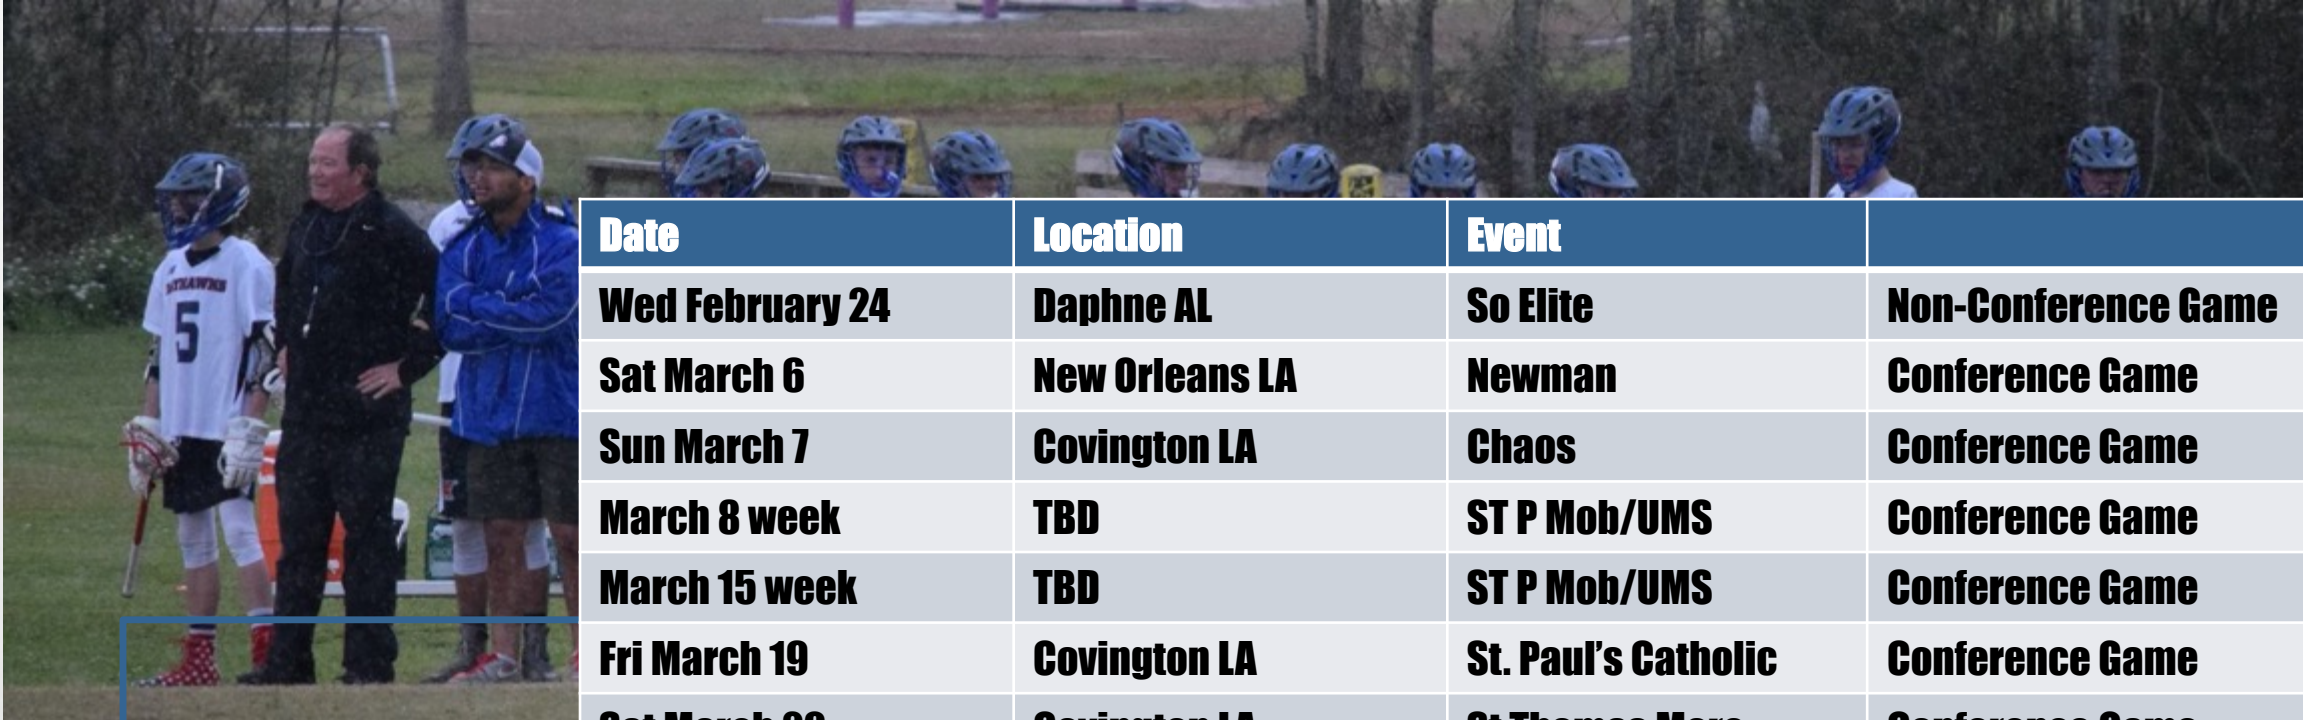 Date Location Event
Wed February 24 Daphne AL So Elite Non-Conference Game
Sat March 6 New Orleans LA Newman Conference Game
Sun March 7 Covington LA Chaos Conference Game
March 8 week TBD ST P Mob/UMS Conference Game
March 15 week TBD ST P Mob/UMS Conference Game
Fri March 19 Covington LA St. Paul’s Catholic Conference Game
5